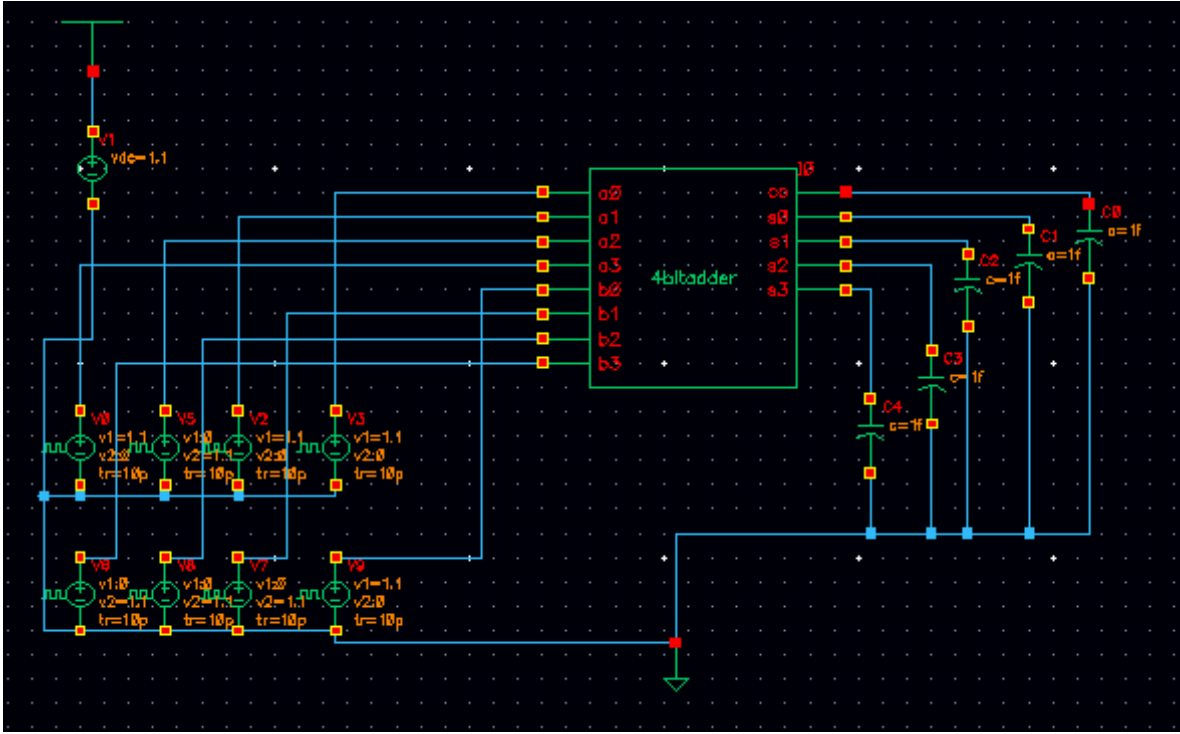 V1
vdc=1.1
I0
a0
a1
a2
a3
b0
b1
b2
b3
4bitadder
co
s0
s1
s2
s3
C0
c=1f
C1
c=1f
C2
c=1f
C3
c=1f
C4
c=1f
V0
v1=1.1
v2:0
tr=10p
V5
v1:0
v2=1.1
tr=10p
V2
v1=1.1
v2:0
tr=10p
V3
v1=1.1
v2:0
tr=10p
v1:0
v2=1.1
tr=10p
v1:0
v2=1.1
tr=10p
V7
v1:0
v2=1.1
tr=10p
V9
v1=1.1
v2:0
tr=10p